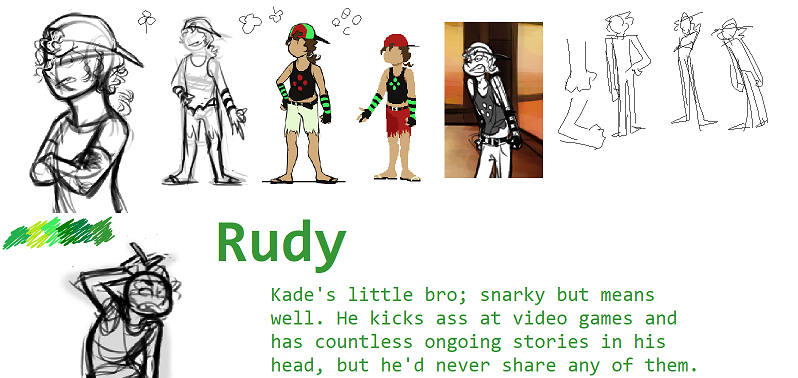 Rudy
Kade's little bro; snarky but means
well. He kicks ass at video games and
has countless ongoing stories in his
head, but he'd never share any of them.